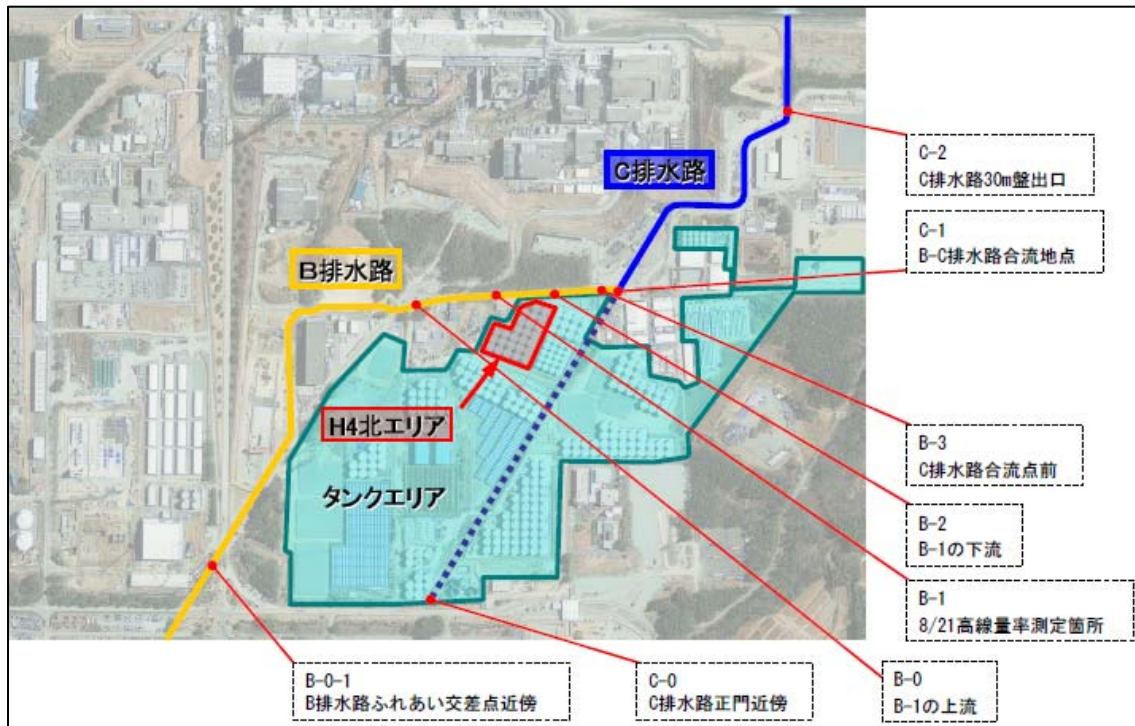 C-2
C排水路30m盤出口
C排水路
C-1
B-C排水路合流地点
B排水路
H4北エリア
タンクエリア
B-3
C排水路合流点前
B-2
B-1の下流
B-1
8/21高線量率測定箇所
B-0-1
B排水路ふれあい交差点近傍
C-0
C排水路正門近傍
B-0
B-1の上流